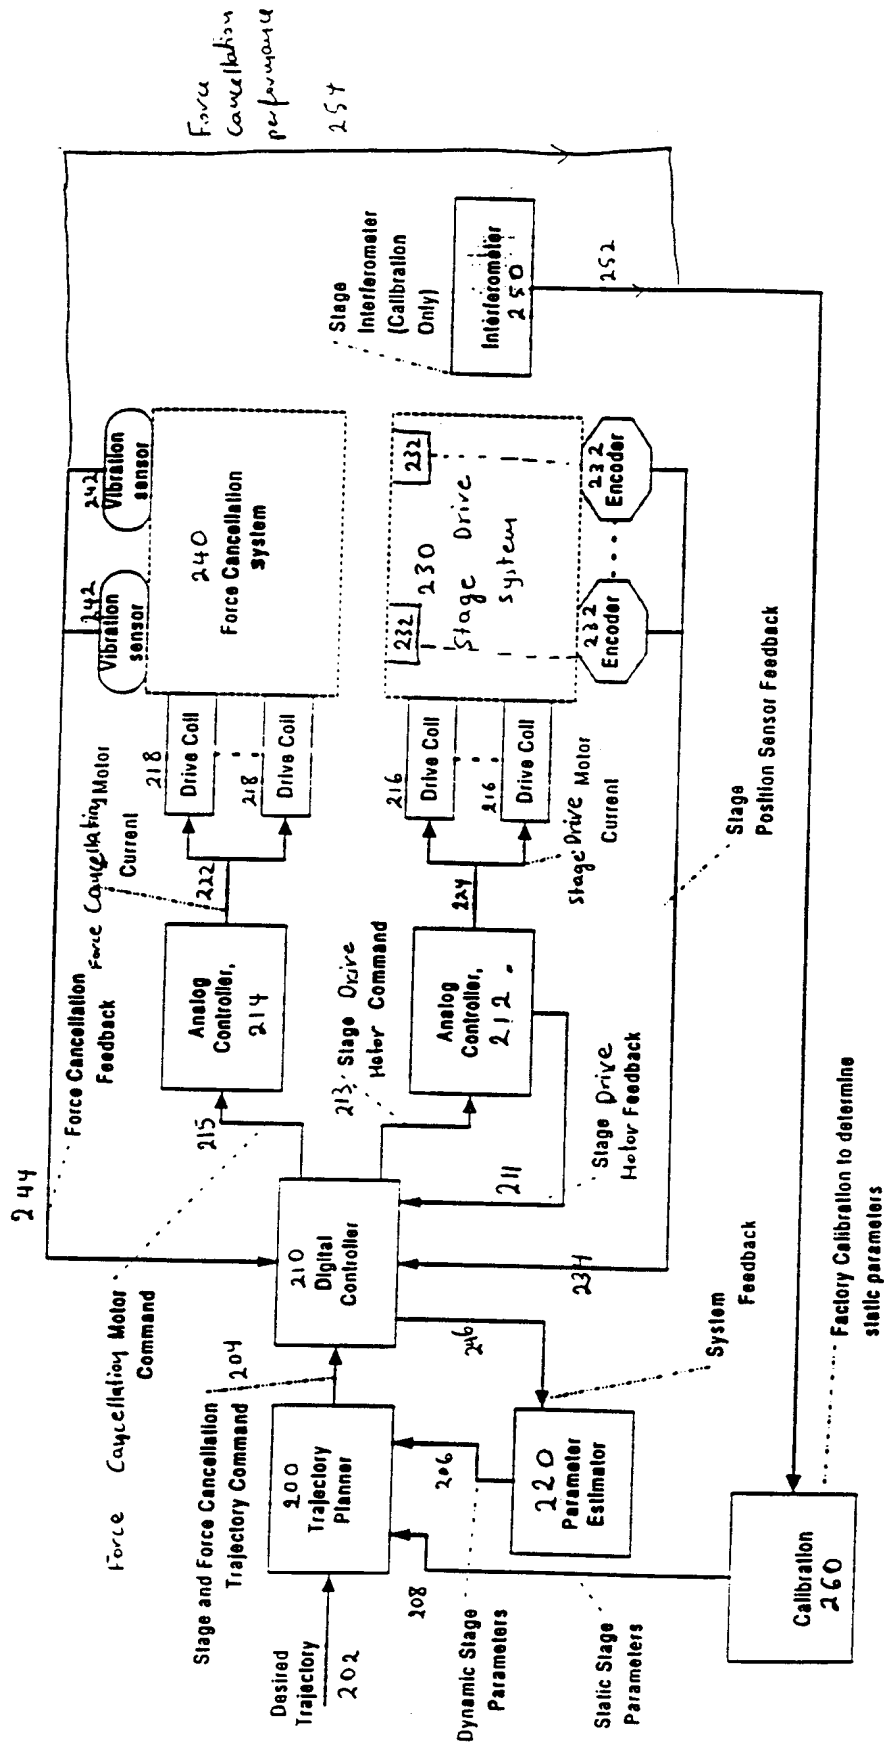 Force
Cancellation
performance
254
Stage
Interferometer
(Calibration
Only)
Interferometer
250
252
242
Vibration
sensor
242
Vibration
sensor
240
Force Cancellation
system
232
232
230
Stage Drive
System
232
Encoder
232
Encoder
218
Drive Coil
218
Drive Coil
216
Drive Coil
216
Drive Coil
Force Cancellating Motor
Current
222
224
Stage Drive Motor
Current
Stage
Position Sensor Feedback
244
Force Cancellation
Feedback
Analog
Controller,
214
215
213
Stage Drive
Motor Command
Analog
Controller,
212
211
Stage Drive
Motor Feedback
210
Digital
Controller
234
246
System
Feedback
Force Cancellation Motor
Command
Stage and Force Cancellation
Trajectory Command
204
200
Trajectory
Planner
206
220
Parameter
Estimator
208
Desired
Trajectory
202
Dynamic Stage
Parameters
Static Stage
Parameters
Calibration
260
Factory Calibration to determine
static parameters